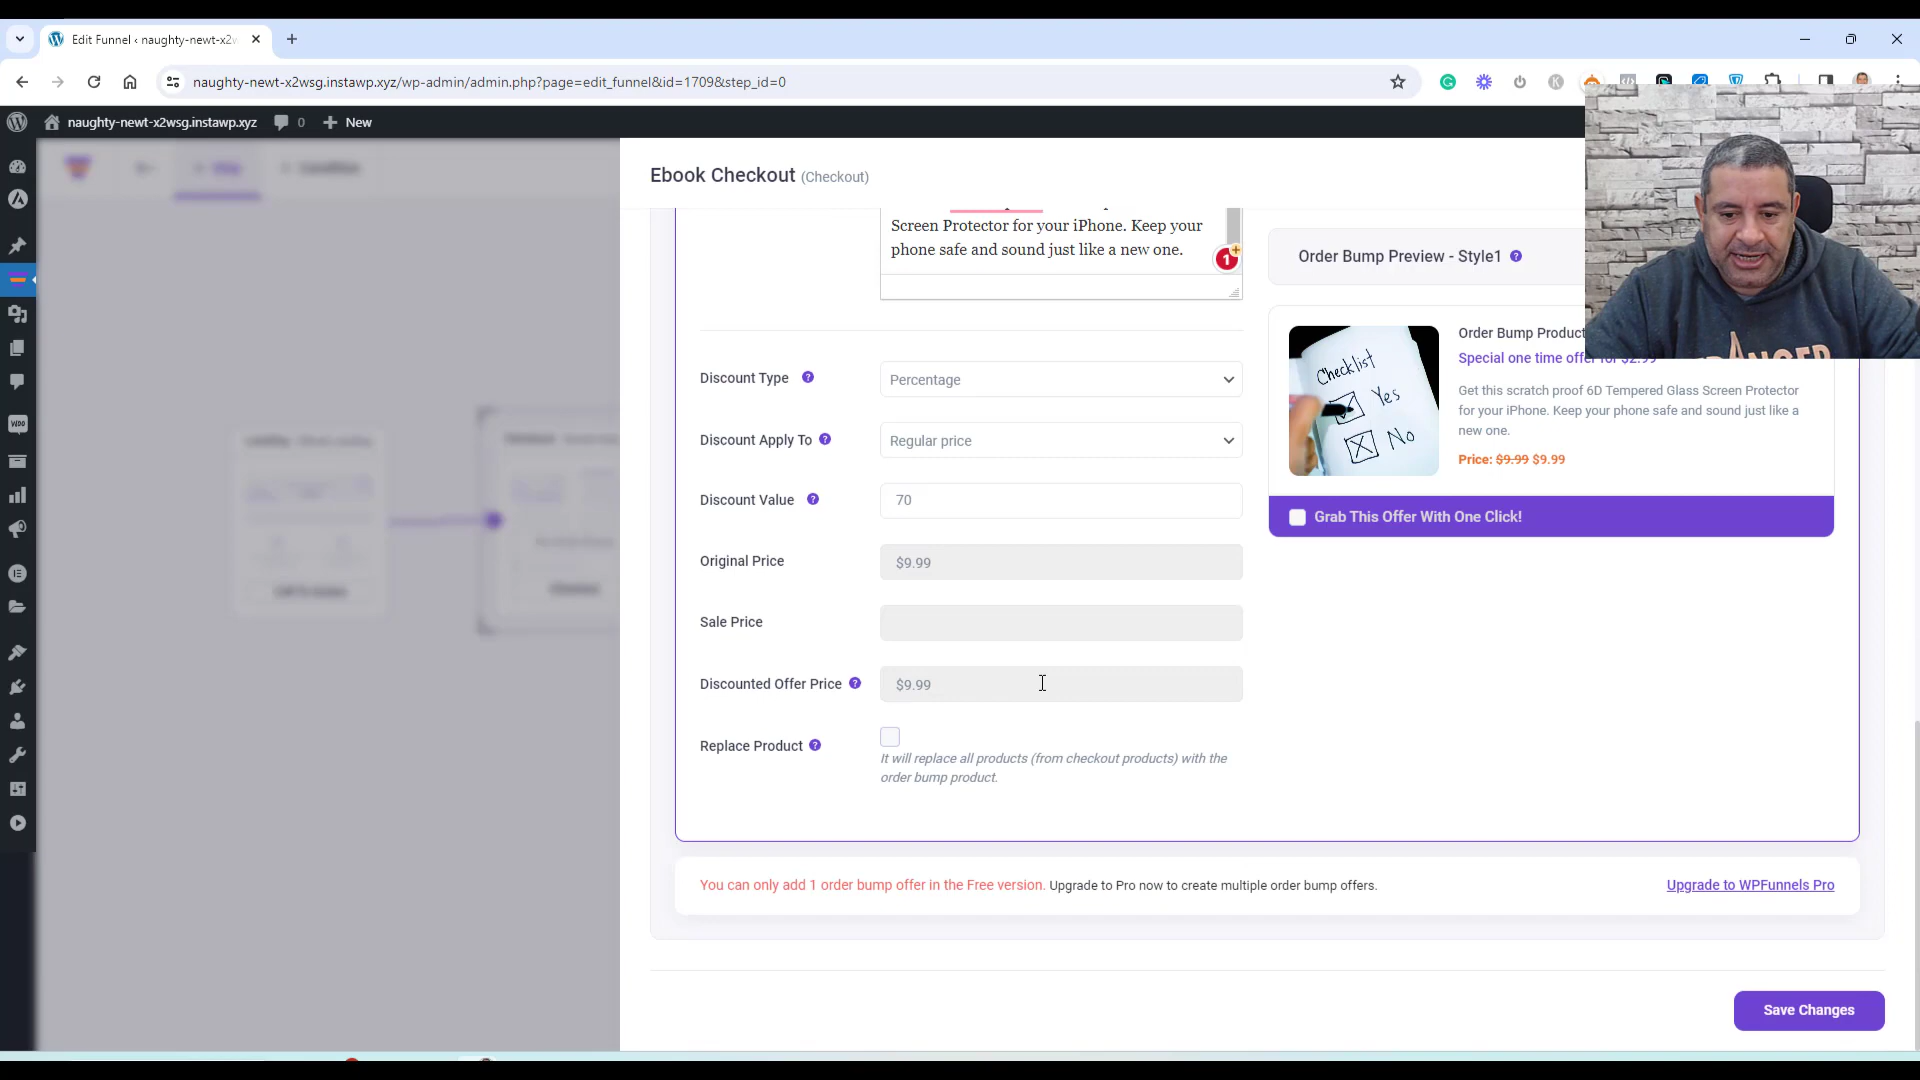 Edit Funnel ‹ naughty-newt-x2w
naughty-newt-x2wsg.instawp.xyz/wp-admin/admin.php?page=edit_funnel&id=1709&step_id=0
naughty-newt-x2wsg.instawp.xyz
0
New
Ebook Checkout (Checkout)
Screen Protector for your iPhone. Keep your
phone safe and sound just like a new one.
1
Order Bump Preview - Style1
Checklist
Yes
No
Order Bump Product
Special one time offer for $2.99
Get this scratch proof 6D Tempered Glass Screen Protector
for your iPhone. Keep your phone safe and sound just like a
new one.
Price: $9.99 $9.99
Grab This Offer With One Click!
Discount Type
Percentage
Discount Apply To
Regular price
Discount Value
70
Original Price
$9.99
Sale Price
Discounted Offer Price
$9.99
Replace Product
It will replace all products (from checkout products) with the
order bump product.
You can only add 1 order bump offer in the Free version. Upgrade to Pro now to create multiple order bump offers.
Upgrade to WPFunnels Pro
Save Changes